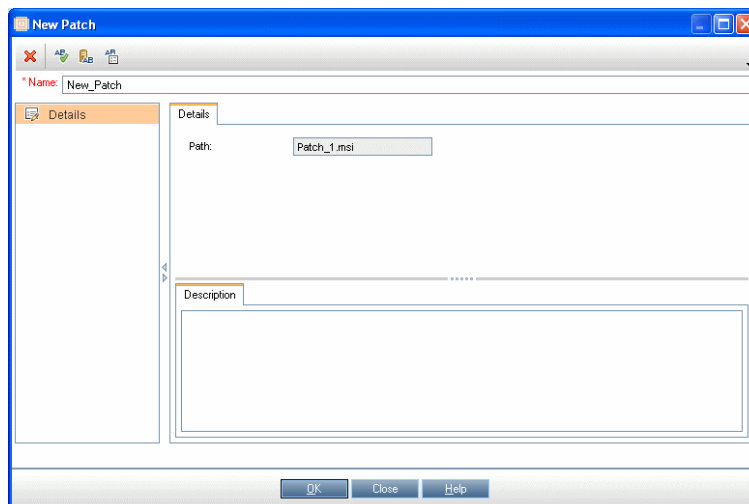 New Patch
* Name: New_Patch
Details
Details
Path: Patch_1.msi
Description
OK Close Help